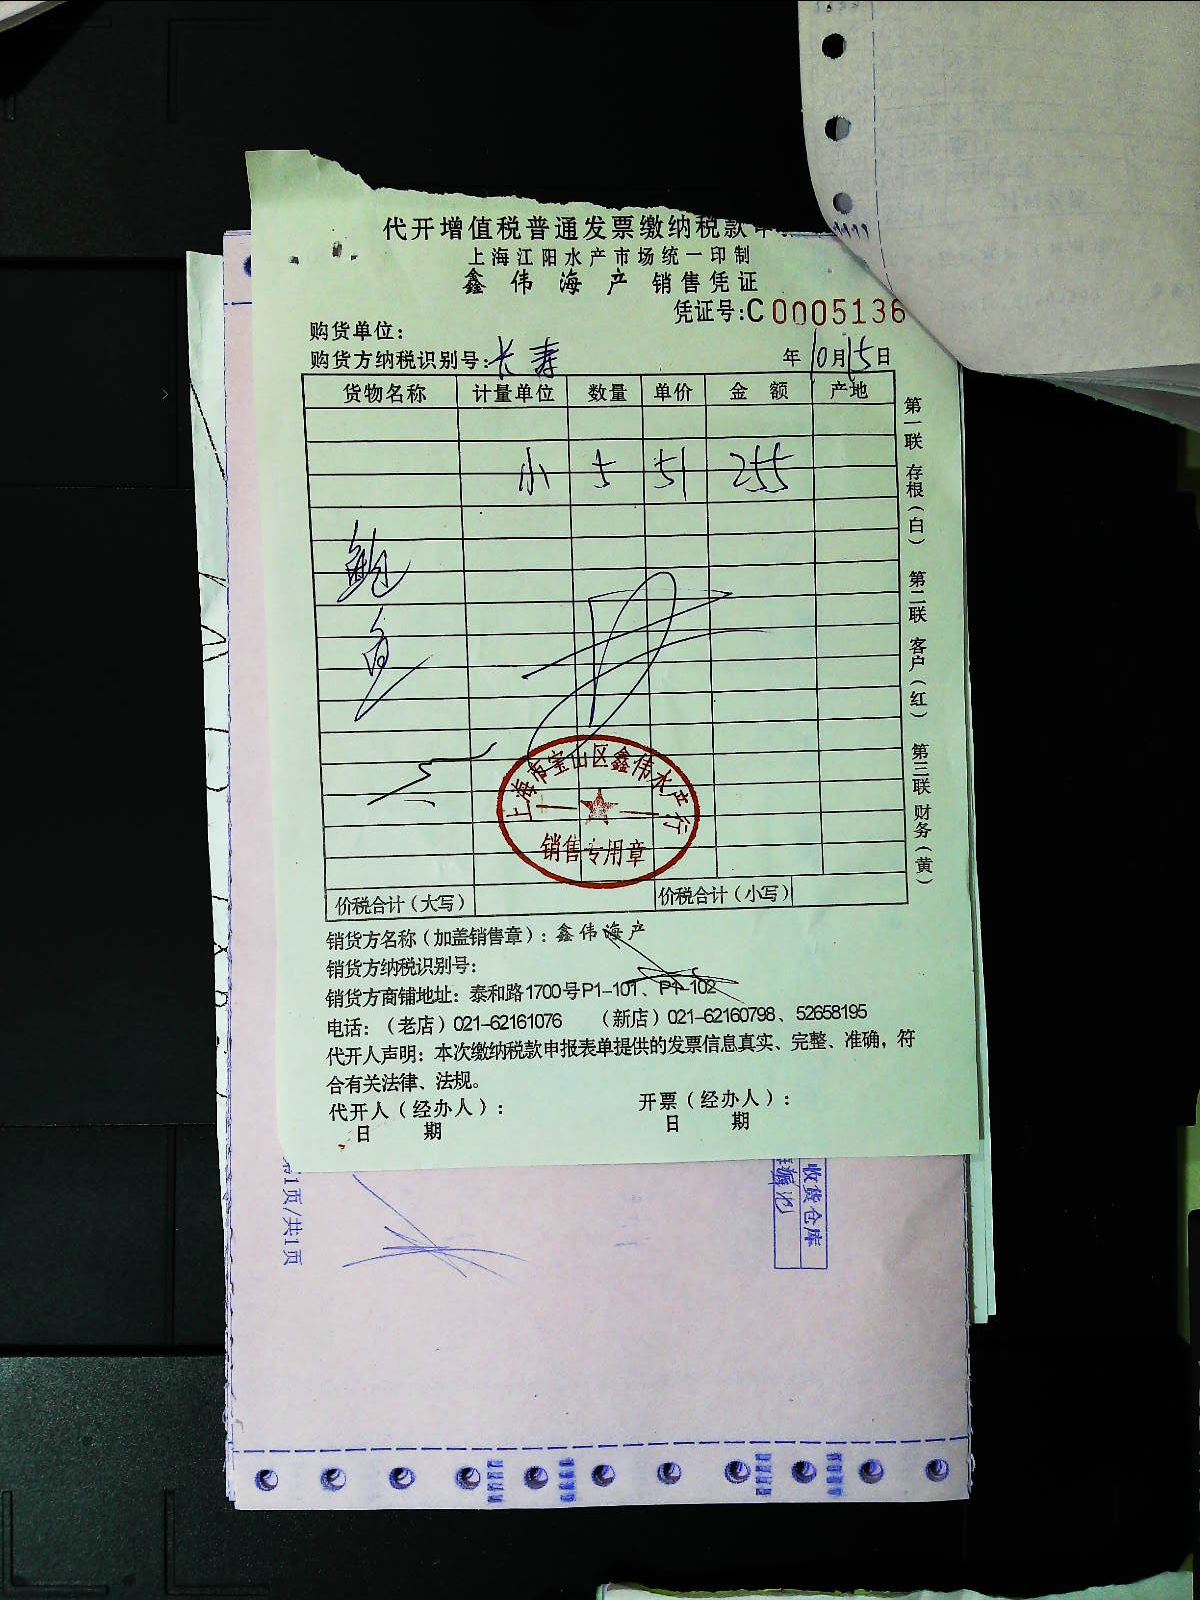 代开增值税普通发票缴纳税款申
上海江阳水产市场统一印制
鑫伟海产 销售凭证
凭证号:C0005136
购货单位:
购货方纳税识别号:长寿 年10月15日
货物名称 计量单位 数量 单价 金额 产地
小 5 51 255
鲍
鱼
上海市宝山区鑫伟水产行
销售专用章
价税合计(大写) 价税合计(小写)
第一联 存根(白) 第二联 客户(红) 第三联 财务(黄)
销货方名称(加盖销售章):鑫伟海产
销货方纳税识别号:
销货方商铺地址:泰和路1700号P1-101、P1-102
电话:(老店)021-62161076 (新店)021-62160798、52658195
代开人声明:本次缴纳税款申报表单提供的发票信息真实、完整、准确,符
合有关法律、法规。
代开人(经办人): 开票(经办人):
日 期 日 期
第1页/共1页
收货仓库